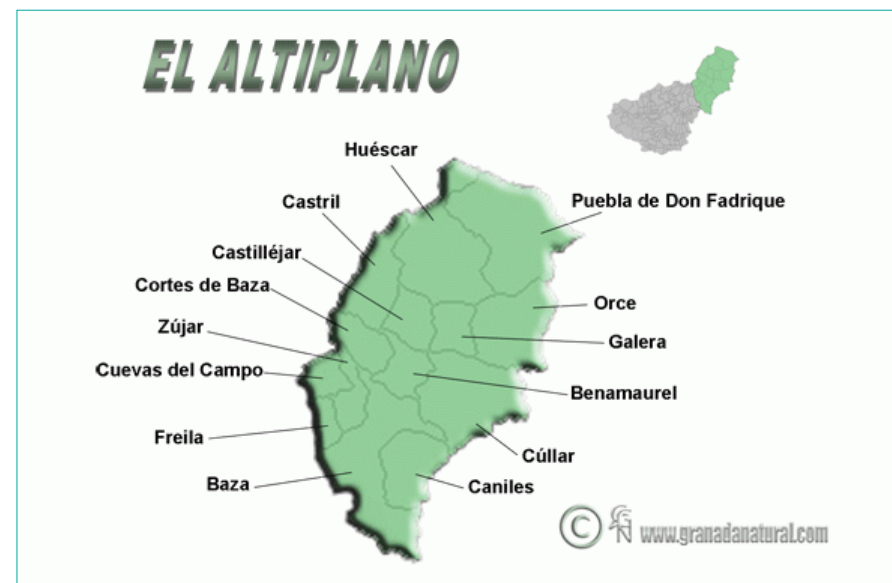 EL ALTIPLANO
Huéscar
Castril
Puebla de Don Fadrique
Castilléjar
Cortes de Baza
Orce
Zújar
Galera
Cuevas del Campo
Benamaurel
Freila
Cúllar
Baza
Caniles
© www.granadanatural.com